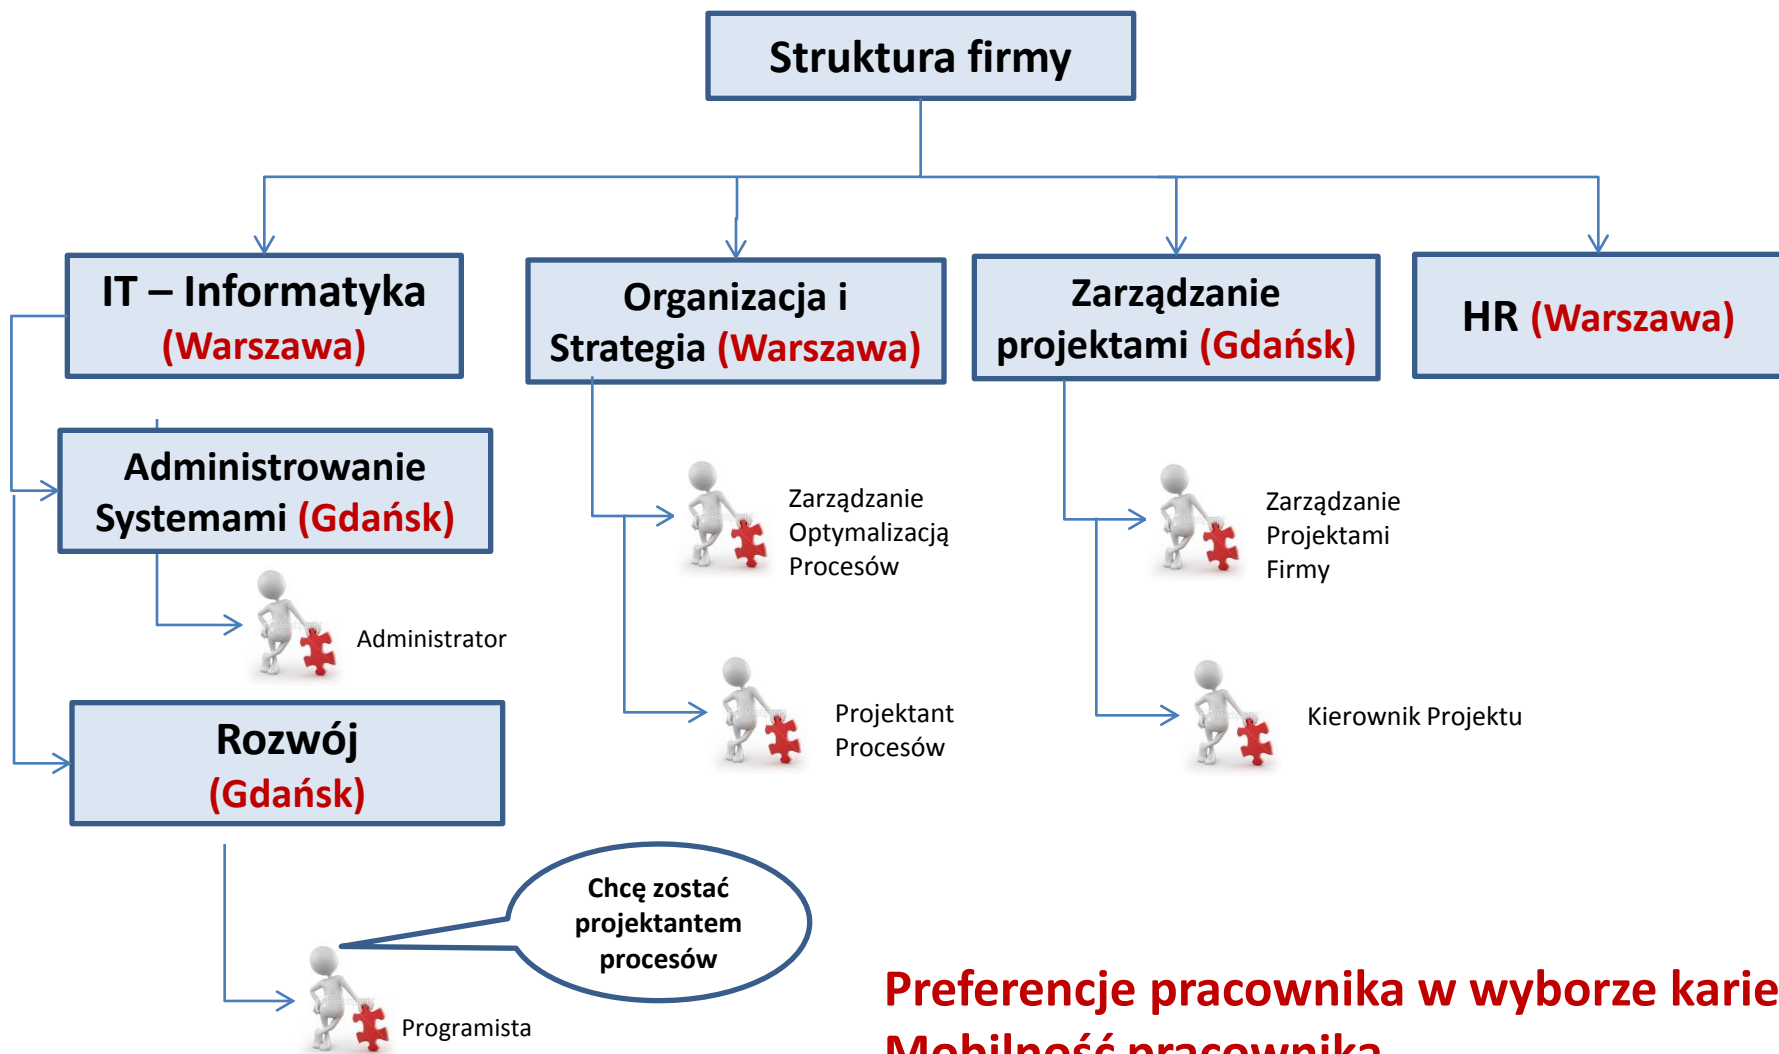 Struktura firmy
IT – Informatyka
(Warszawa)
Organizacja i
Strategia (Warszawa)
Zarządzanie
projektami (Gdańsk)
HR (Warszawa)
Administrowanie
Systemami (Gdańsk)
Administrator
Rozwój
(Gdańsk)
Chcę zostać
projektantem
procesów
Programista
Zarządzanie
Optymalizacją
Procesów
Projektant
Procesów
Zarządzanie
Projektami
Firmy
Kierownik Projektu
Preferencje pracownika w wyborze karie
Mobilność pracownika